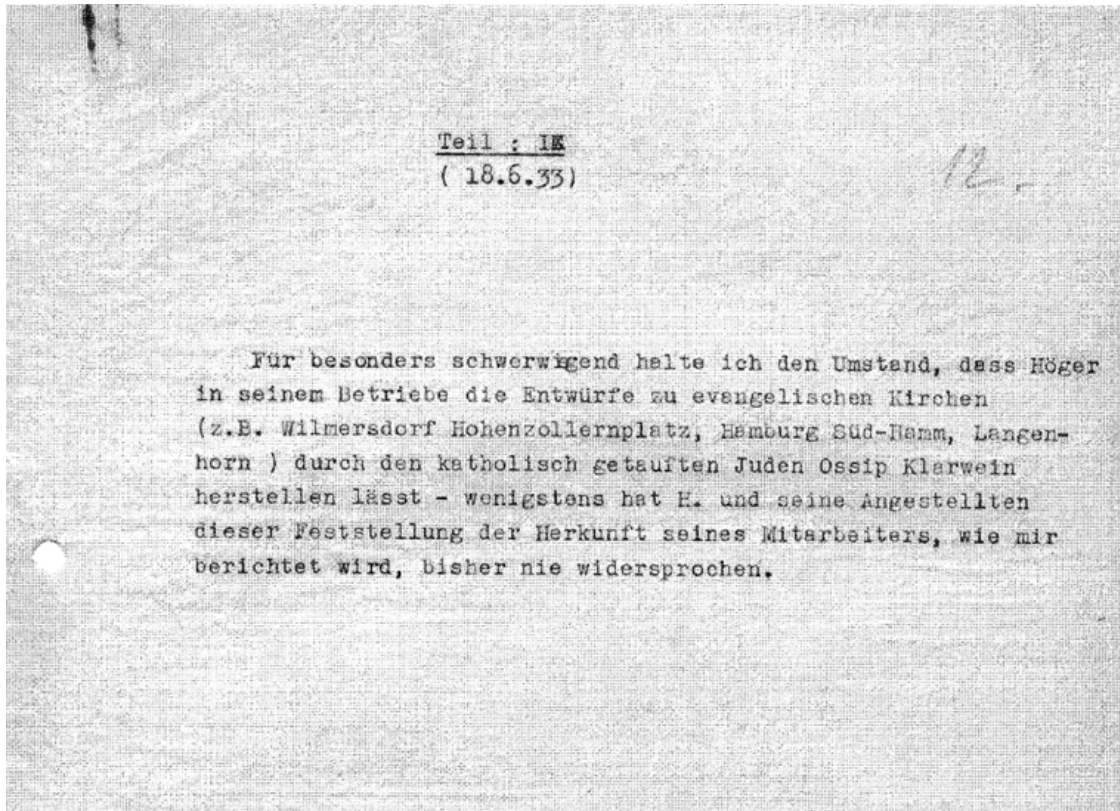 Teil : IX
( 18.6.33)
12.
Für besonders schwerwigend halte ich den Umstand, dass Höger
in seinem Betriebe die Entwürfe zu evangelischen Kirchen
(z.B. Wilmersdorf Hohenzollernplatz, Hamburg Süd-Hamm, Langen-
horn ) durch den katholisch getauften Juden Ossip Klarwein
herstellen lässt - wenigstens hat H. und seine Angestellten
dieser Feststellung der Herkunft seines Mitarbeiters, wie mir
berichtet wird, bisher nie widersprochen.